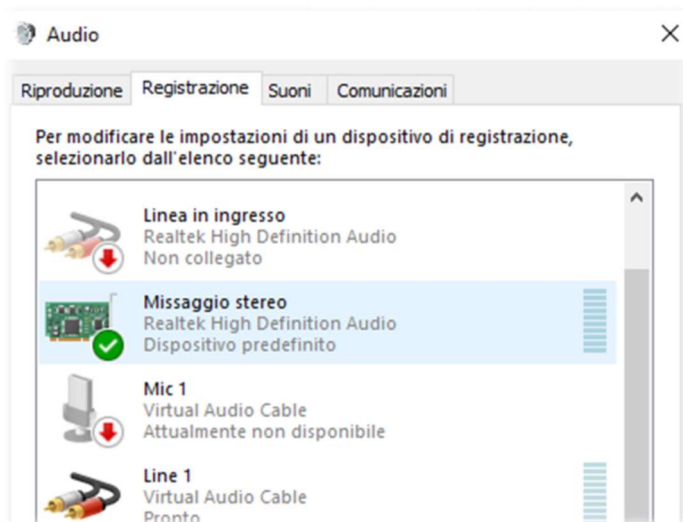 Audio
Riproduzione Registrazione Suoni Comunicazioni
Per modificare le impostazioni di un dispositivo di registrazione,
selezionarlo dall'elenco seguente:
Linea in ingresso
Realtek High Definition Audio
Non collegato
Missaggio stereo
Realtek High Definition Audio
Dispositivo predefinito
Mic 1
Virtual Audio Cable
Attualmente non disponibile
Line 1
Virtual Audio Cable
Pronto